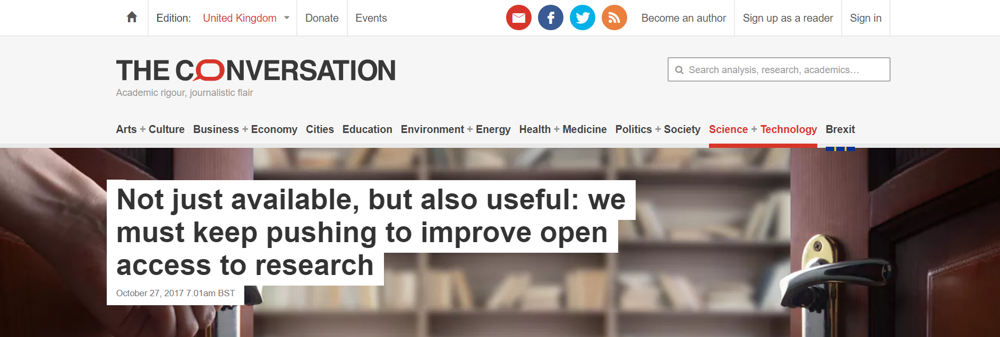 Edition: United Kingdom
Donate
Events
Become an author
Sign up as a reader
Sign in
THE CONVERSATION
Academic rigour, journalistic flair
Search analysis, research, academics…
Arts + Culture Business + Economy Cities Education Environment + Energy Health + Medicine Politics + Society Science + Technology Brexit
Not just available, but also useful: we
must keep pushing to improve open
access to research
October 27, 2017 7.01am BST